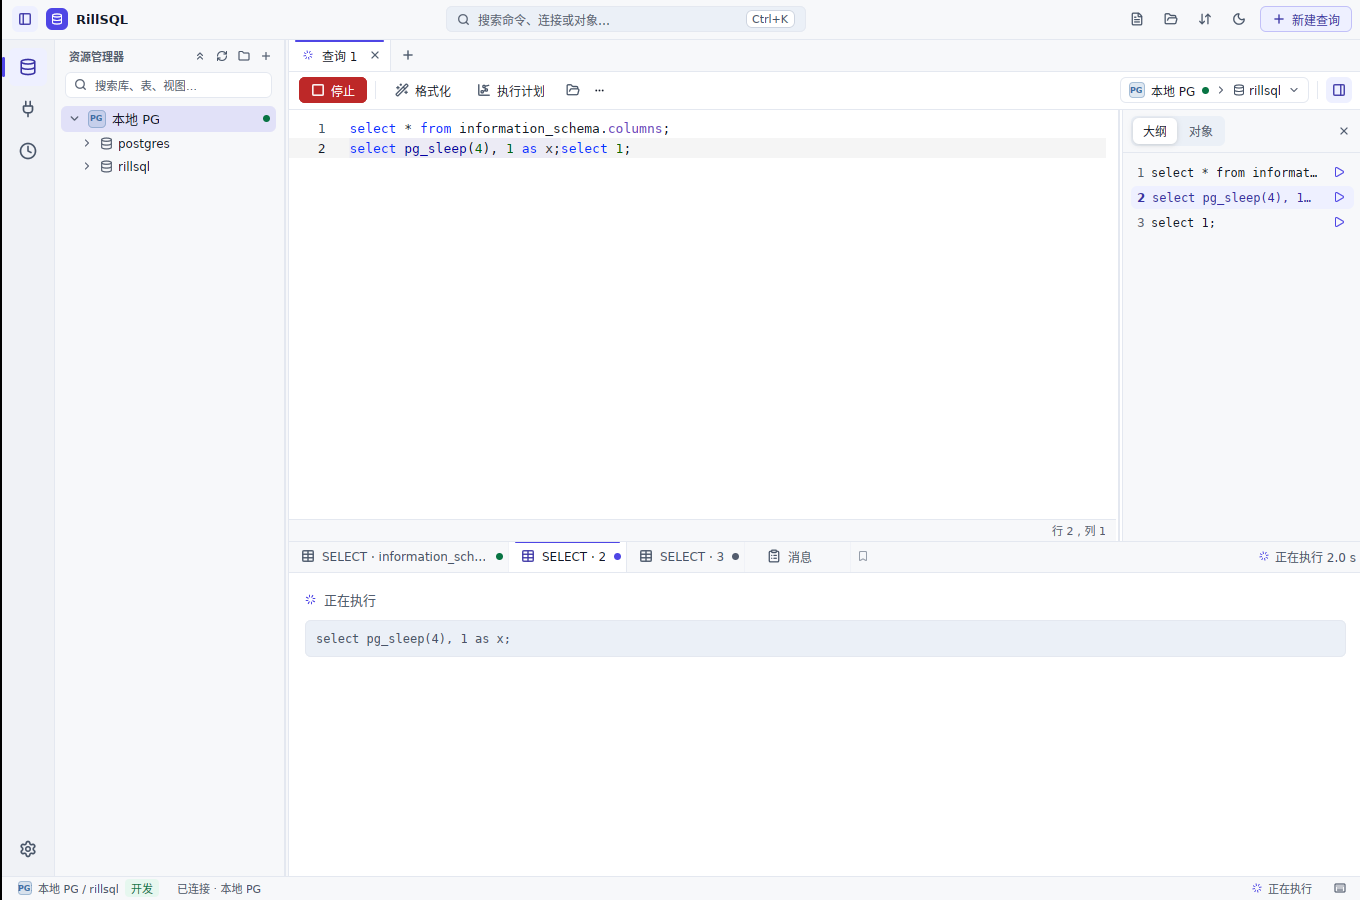 RillSQL
搜索命令、连接或对象...
Ctrl+K
新建查询
资源管理器
搜索库、表、视图...
PG 本地 PG
postgres
rillsql
查询 1
停止
格式化
执行计划
PG 本地 PG
rillsql
1 select * from information_schema.columns;
2 select pg_sleep(4), 1 as x;select 1;
大纲
对象
1 select * from informat…
2 select pg_sleep(4), 1…
3 select 1;
行 2 , 列 1
SELECT · information_sch...
SELECT · 2
SELECT · 3
消息
正在执行 2.0 s
正在执行
select pg_sleep(4), 1 as x;
PG 本地 PG / rillsql
开发
已连接 · 本地 PG
正在执行